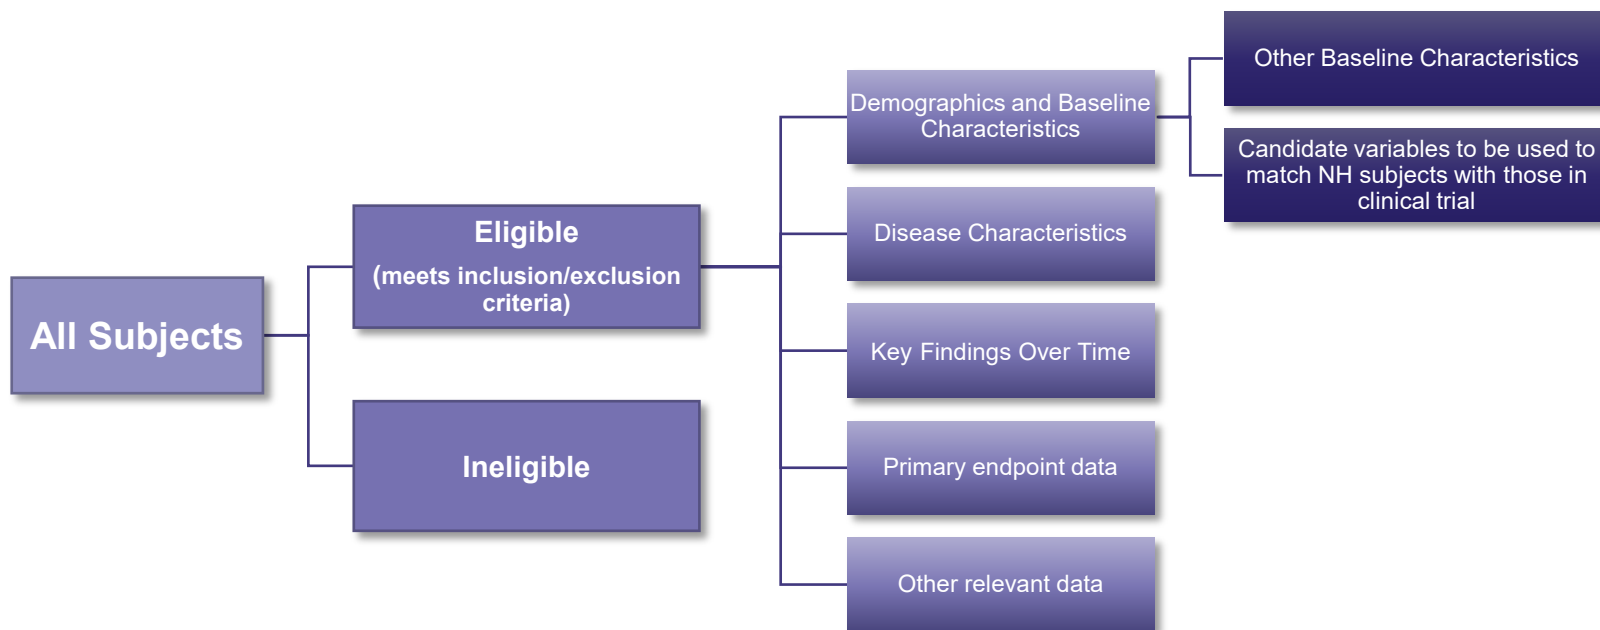 All Subjects
Eligible
(meets inclusion/exclusion
criteria)
Ineligible
Demographics and Baseline
Characteristics
Disease Characteristics
Key Findings Over Time
Primary endpoint data
Other relevant data
Other Baseline Characteristics
Candidate variables to be used to
match NH subjects with those in
clinical trial